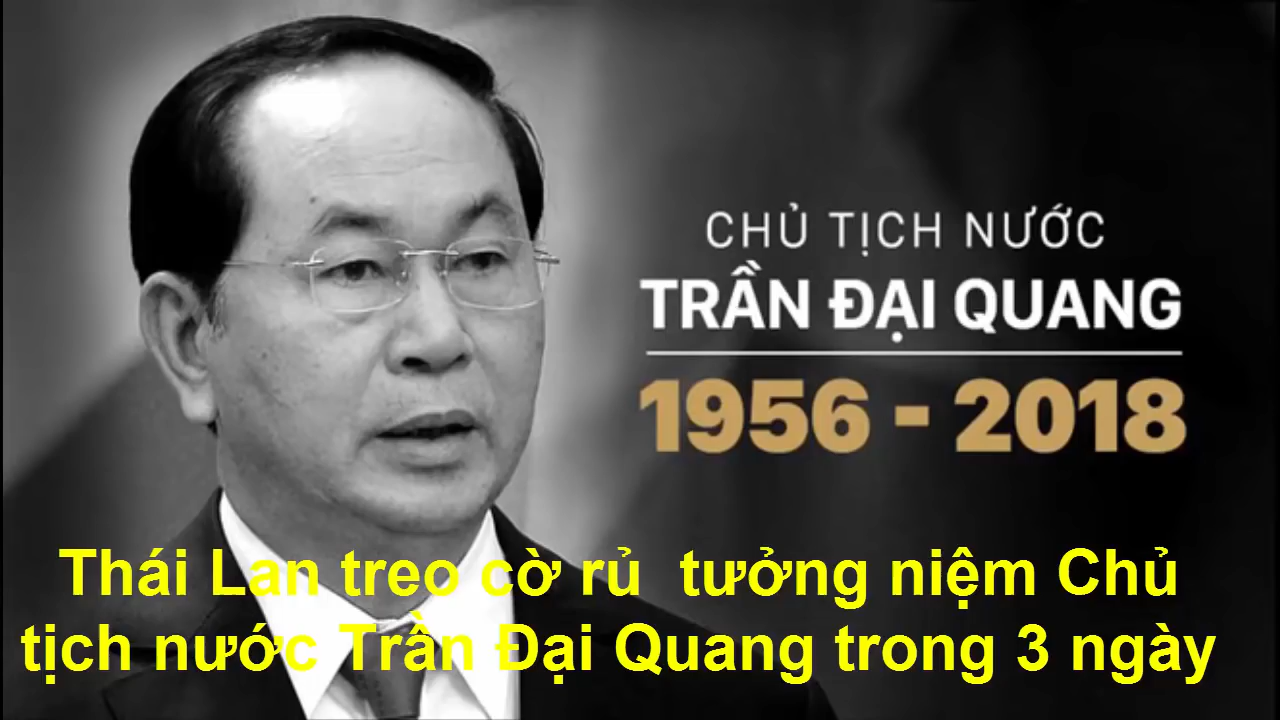 CHỦ TỊCH NƯỚC
TRẦN ĐẠI QUANG
1956 - 2018
Thái Lan treo cờ rủ tưởng niệm Chủ
tịch nước Trần Đại Quang trong 3 ngày